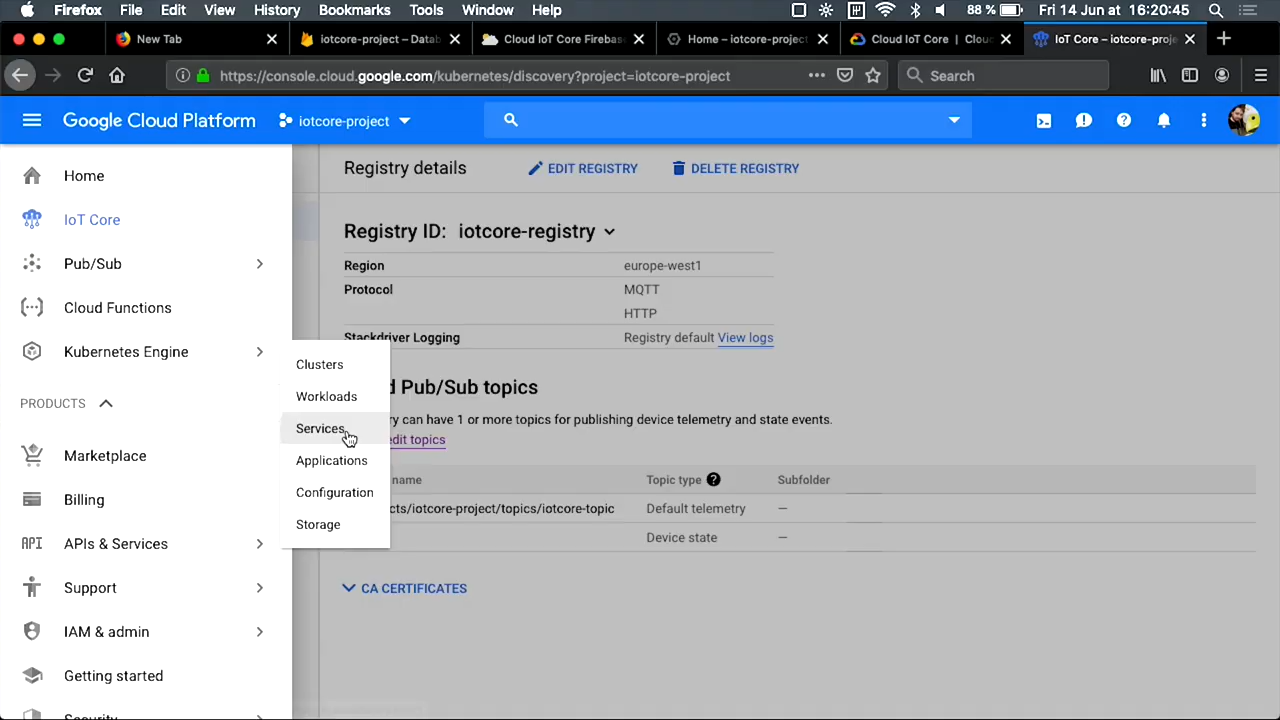 Firefox File Edit View History Bookmarks Tools Window Help 88 % Fri 14 Jun at 16:20:45
New Tab
iotcore-project – Datab
Cloud IoT Core Firebas
Home – iotcore-project
Cloud IoT Core | Clou
IoT Core – iotcore-proje
https://console.cloud.google.com/kubernetes/discovery?project=iotcore-project
Search
Google Cloud Platform
iotcore-project
Home
IoT Core
Pub/Sub
Cloud Functions
Kubernetes Engine
PRODUCTS
Marketplace
Billing
API APIs & Services
Support
IAM & admin
Getting started
Security
Clusters
Workloads
Services
Applications
Configuration
Storage
Registry details
EDIT REGISTRY
DELETE REGISTRY
Registry ID: iotcore-registry
Region europe-west1
Protocol MQTT
HTTP
Stackdriver Logging Registry default View logs
d Pub/Sub topics
ry can have 1 or more topics for publishing device telemetry and state events.
edit topics
name Topic type Subfolder
cts/iotcore-project/topics/iotcore-topic Default telemetry —
Device state —
CA CERTIFICATES